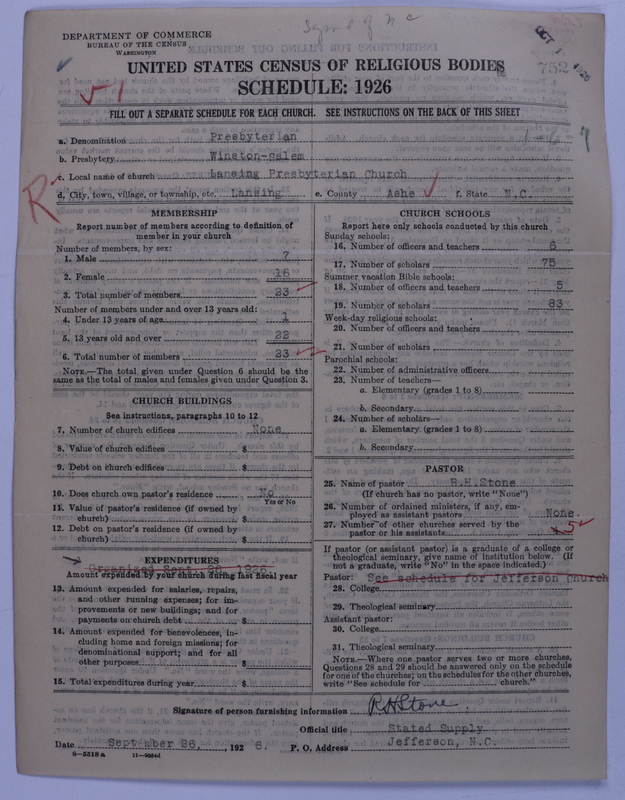 Synod of N C
DEPARTMENT OF COMMERCE
BUREAU OF THE CENSUS
WASHINGTON
OCT 1926
752
UNITED STATES CENSUS OF RELIGIOUS BODIES
SCHEDULE: 1926
FILL OUT A SEPARATE SCHEDULE FOR EACH CHURCH. SEE INSTRUCTIONS ON THE BACK OF THIS SHEET
a. Denomination Presbyterian
b. Presbytery Winston-Salem
c. Local name of church Lansing Presbyterian Church
R
d. City, town, village, or township, etc. Lansing e. County Ashe f. State N.C.
MEMBERSHIP
Report number of members according to definition of
member in your church
Number of members, by sex:
1. Male 7
2. Female 16
3. Total number of members 23
Number of members under and over 13 years old:
4. Under 13 years of age 1
5. 13 years old and over 22
6. Total number of members 23
NOTE.—The total given under Question 6 should be the
same as the total of males and females given under Question 3.
CHURCH BUILDINGS
See instructions, paragraphs 10 to 12
7. Number of church edifices None
8. Value of church edifices $
9. Debt on church edifices $
10. Does church own pastor's residence No
Yes or No
11. Value of pastor's residence (if owned by
church) $
12. Debt on pastor's residence (if owned by
church) $
EXPENDITURES
Organized Sept. 26 1926
Amount expended by your church during last fiscal year
13. Amount expended for salaries, repairs,
and other running expenses; for im-
provements or new buildings; and for
payments on church debt $
14. Amount expended for benevolences, in-
cluding home and foreign missions; for
denominational support; and for all
other purposes $
15. Total expenditures during year $
CHURCH SCHOOLS
Report here only schools conducted by this church
Sunday schools:
16. Number of officers and teachers 6
17. Number of scholars 75
Summer vacation Bible schools:
18. Number of officers and teachers 5
19. Number of scholars 83
Week-day religious schools:
20. Number of officers and teachers
21. Number of scholars
Parochial schools:
22. Number of administrative officers
23. Number of teachers—
a. Elementary (grades 1 to 8)
b. Secondary
24. Number of scholars—
a. Elementary (grades 1 to 8)
b. Secondary
PASTOR
25. Name of pastor R.H.Stone
(If church has no pastor, write "None")
26. Number of ordained ministers, if any, em-
ployed as assistant pastors None.
27. Number of other churches served by the
pastor or his assistants 5
If pastor (or assistant pastor) is a graduate of a college or
theological seminary, give name of institution below. (If
not a graduate, write "No" in the space indicated.)
Pastor: See schedule for Jefferson Church
28. College
29. Theological seminary
Assistant pastor:
30. College
31. Theological seminary
NOTE.—Where one pastor serves two or more churches,
Questions 28 and 29 should be answered only on the schedule
for one of the churches; on the schedules for the other churches,
write "See schedule for church."
Signature of person furnishing information RHStone.
Official title Stated Supply
Date September 26, 1926. P. O. Address Jefferson, N.C.
8—5318a 11—9024d